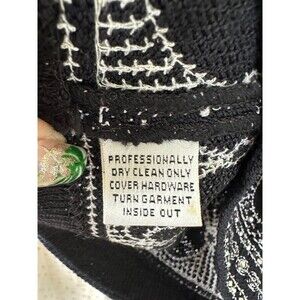 PROFESSIONALLY
DRY CLEAN ONLY
COVER HARDWARE
TURN GARMENT
INSIDE OUT